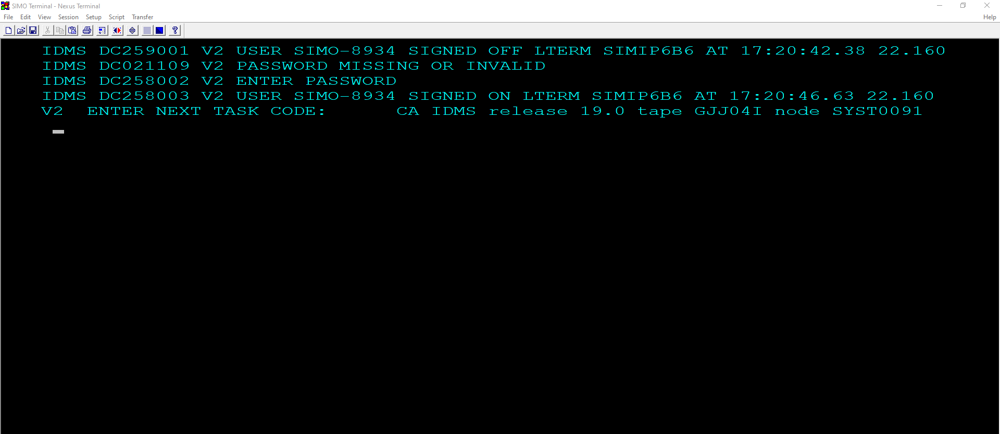 SIMO Terminal - Nexus Terminal
File Edit View Session Setup Script Transfer Help
IDMS DC259001 V2 USER SIMO-8934 SIGNED OFF LTERM SIMIP6B6 AT 17:20:42.38 22.160
IDMS DC021109 V2 PASSWORD MISSING OR INVALID
IDMS DC258002 V2 ENTER PASSWORD
IDMS DC258003 V2 USER SIMO-8934 SIGNED ON LTERM SIMIP6B6 AT 17:20:46.63 22.160
V2 ENTER NEXT TASK CODE: CA IDMS release 19.0 tape GJJ04I node SYST0091